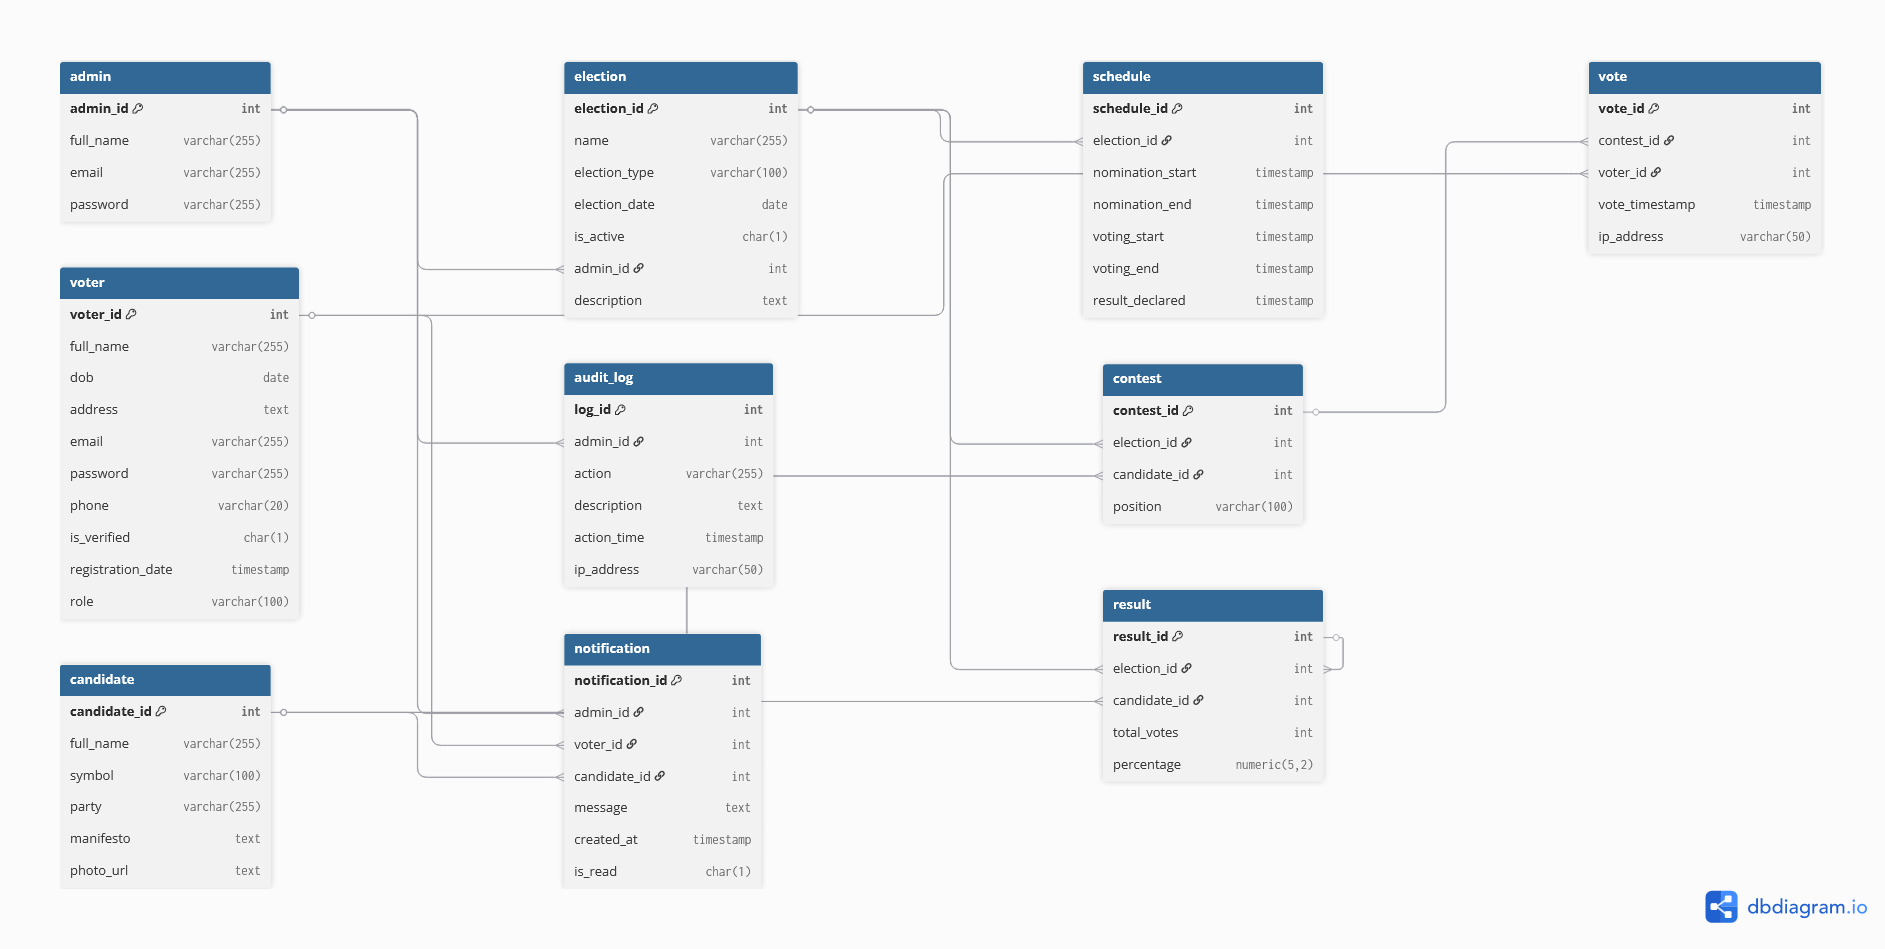 admin
admin_id int
full_name varchar(255)
email varchar(255)
password varchar(255)
voter
voter_id int
full_name varchar(255)
dob date
address text
email varchar(255)
password varchar(255)
phone varchar(20)
is_verified char(1)
registration_date timestamp
role varchar(100)
candidate
candidate_id int
full_name varchar(255)
symbol varchar(100)
party varchar(255)
manifesto text
photo_url text
election
election_id int
name varchar(255)
election_type varchar(100)
election_date date
is_active char(1)
admin_id int
description text
audit_log
log_id int
admin_id int
action varchar(255)
description text
action_time timestamp
ip_address varchar(50)
notification
notification_id int
admin_id int
voter_id int
candidate_id int
message text
created_at timestamp
is_read char(1)
schedule
schedule_id int
election_id int
nomination_start timestamp
nomination_end timestamp
voting_start timestamp
voting_end timestamp
result_declared timestamp
contest
contest_id int
election_id int
candidate_id int
position varchar(100)
result
result_id int
election_id int
candidate_id int
total_votes int
percentage numeric(5,2)
vote
vote_id int
contest_id int
voter_id int
vote_timestamp timestamp
ip_address varchar(50)
dbdiagram.io